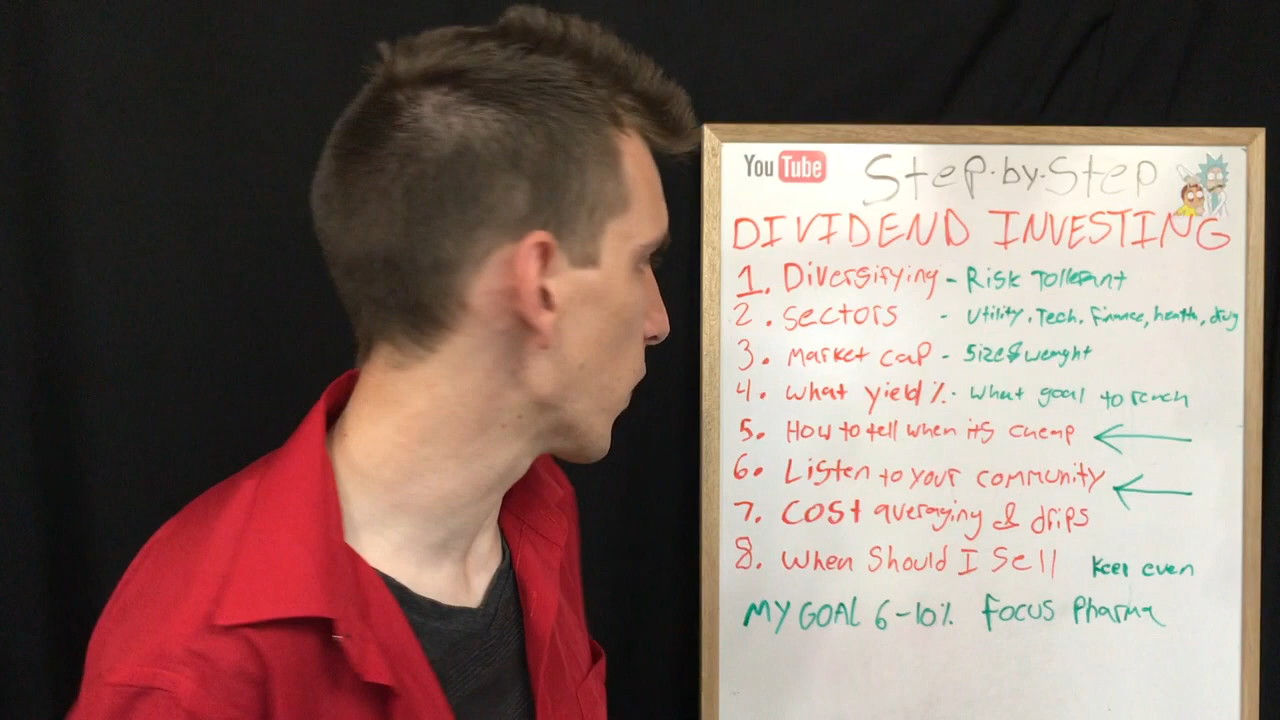 You Tube
Step-by-Step
DIVIDEND INVESTING
1. Diversifying - Risk Tollerant
2. sectors - Utility, Tech, Finance, health, drug
3. market cap - Size & weight
4. what yield % - what goal to reach
5. How to tell when its cheap
6. Listen to your community
7. Cost averaging & drips
8. When Should I Sell Keep even
MY GOAL 6-10% Focus Pharma